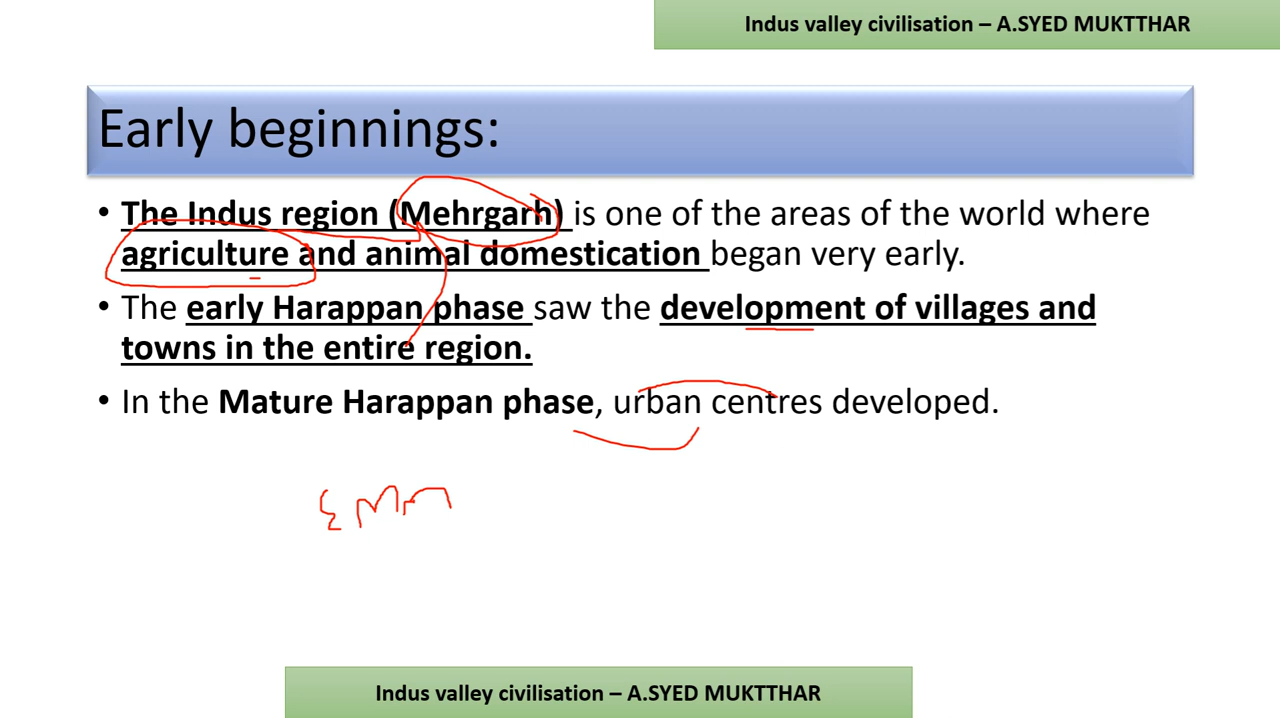 Indus valley civilisation – A.SYED MUKTTHAR
Early beginnings:
• The Indus region (Mehrgarh) is one of the areas of the world where
agriculture and animal domestication began very early.
• The early Harappan phase saw the development of villages and
towns in the entire region.
• In the Mature Harappan phase, urban centres developed.
Indus valley civilisation – A.SYED MUKTTHAR